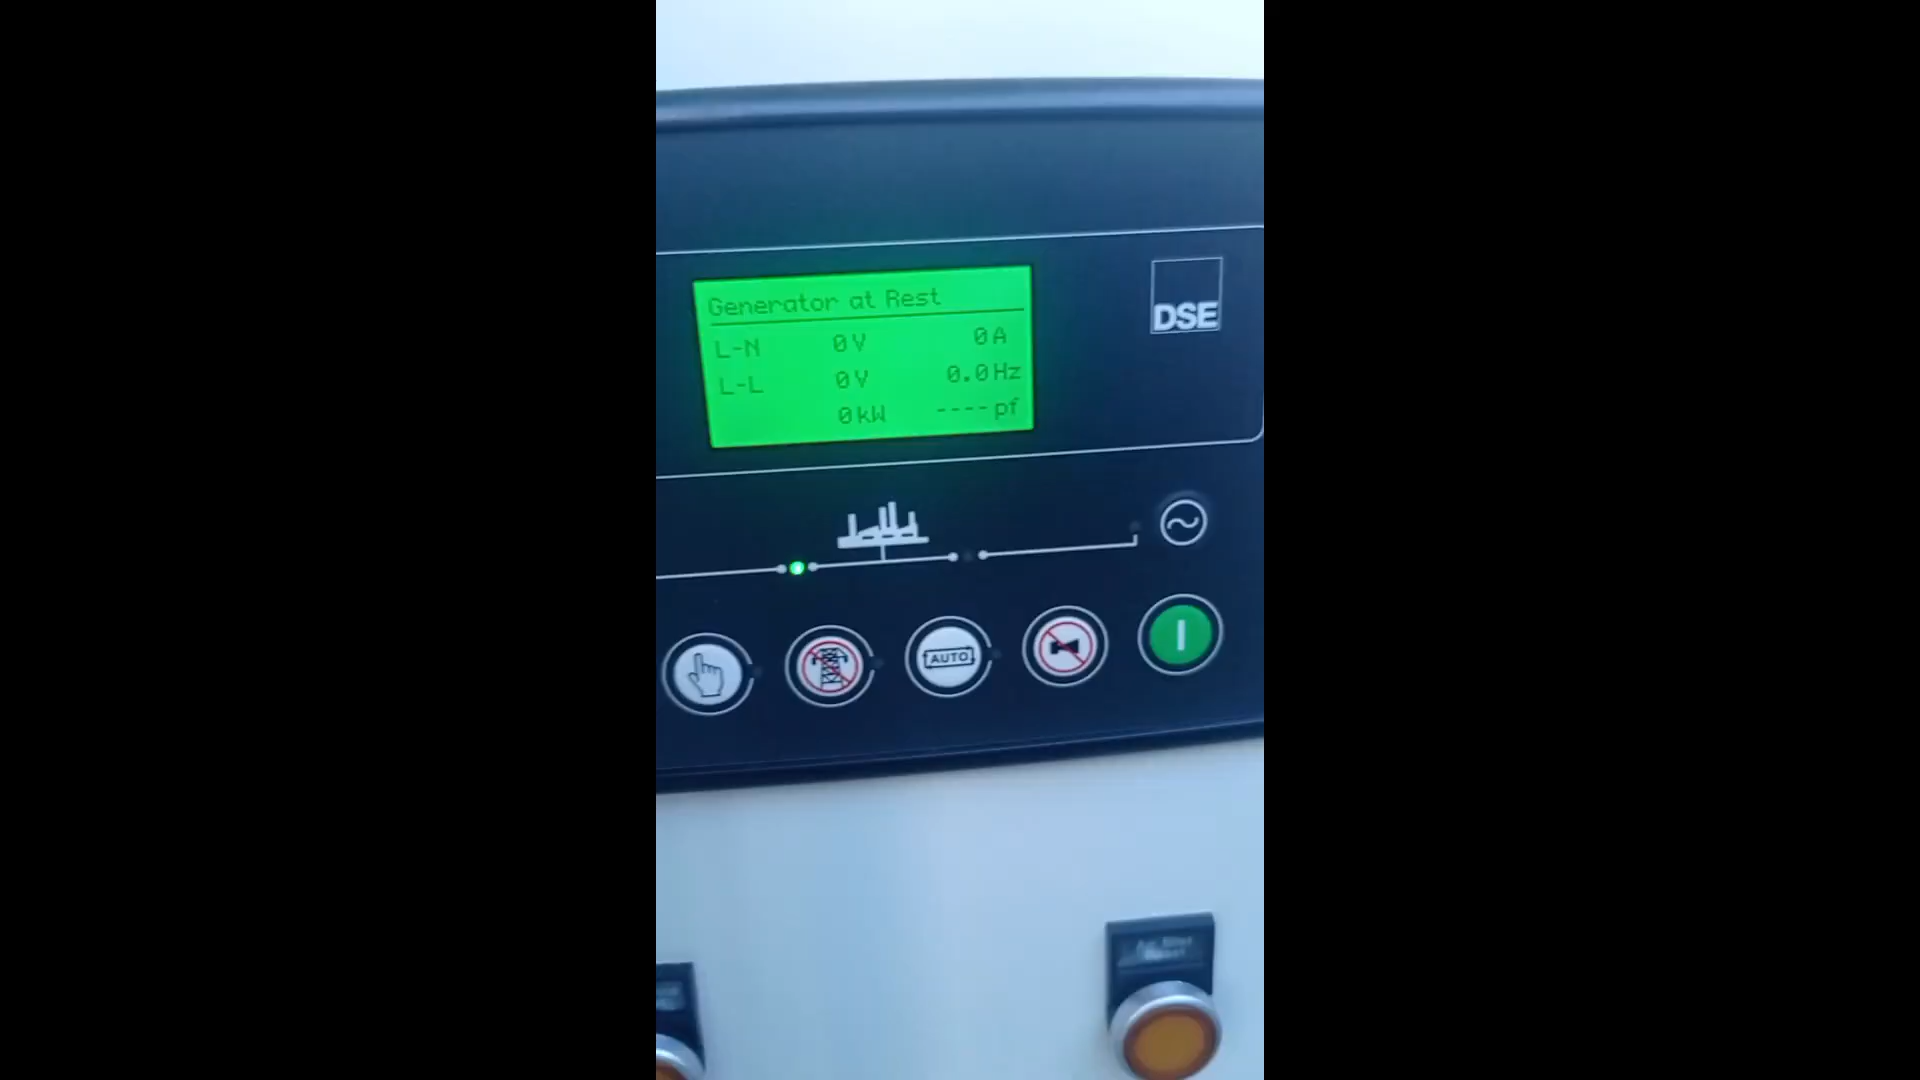 Generator at Rest
L-N 0V 0A
L-L 0V 0.0Hz
0kW ----pf
DSE
AUTO